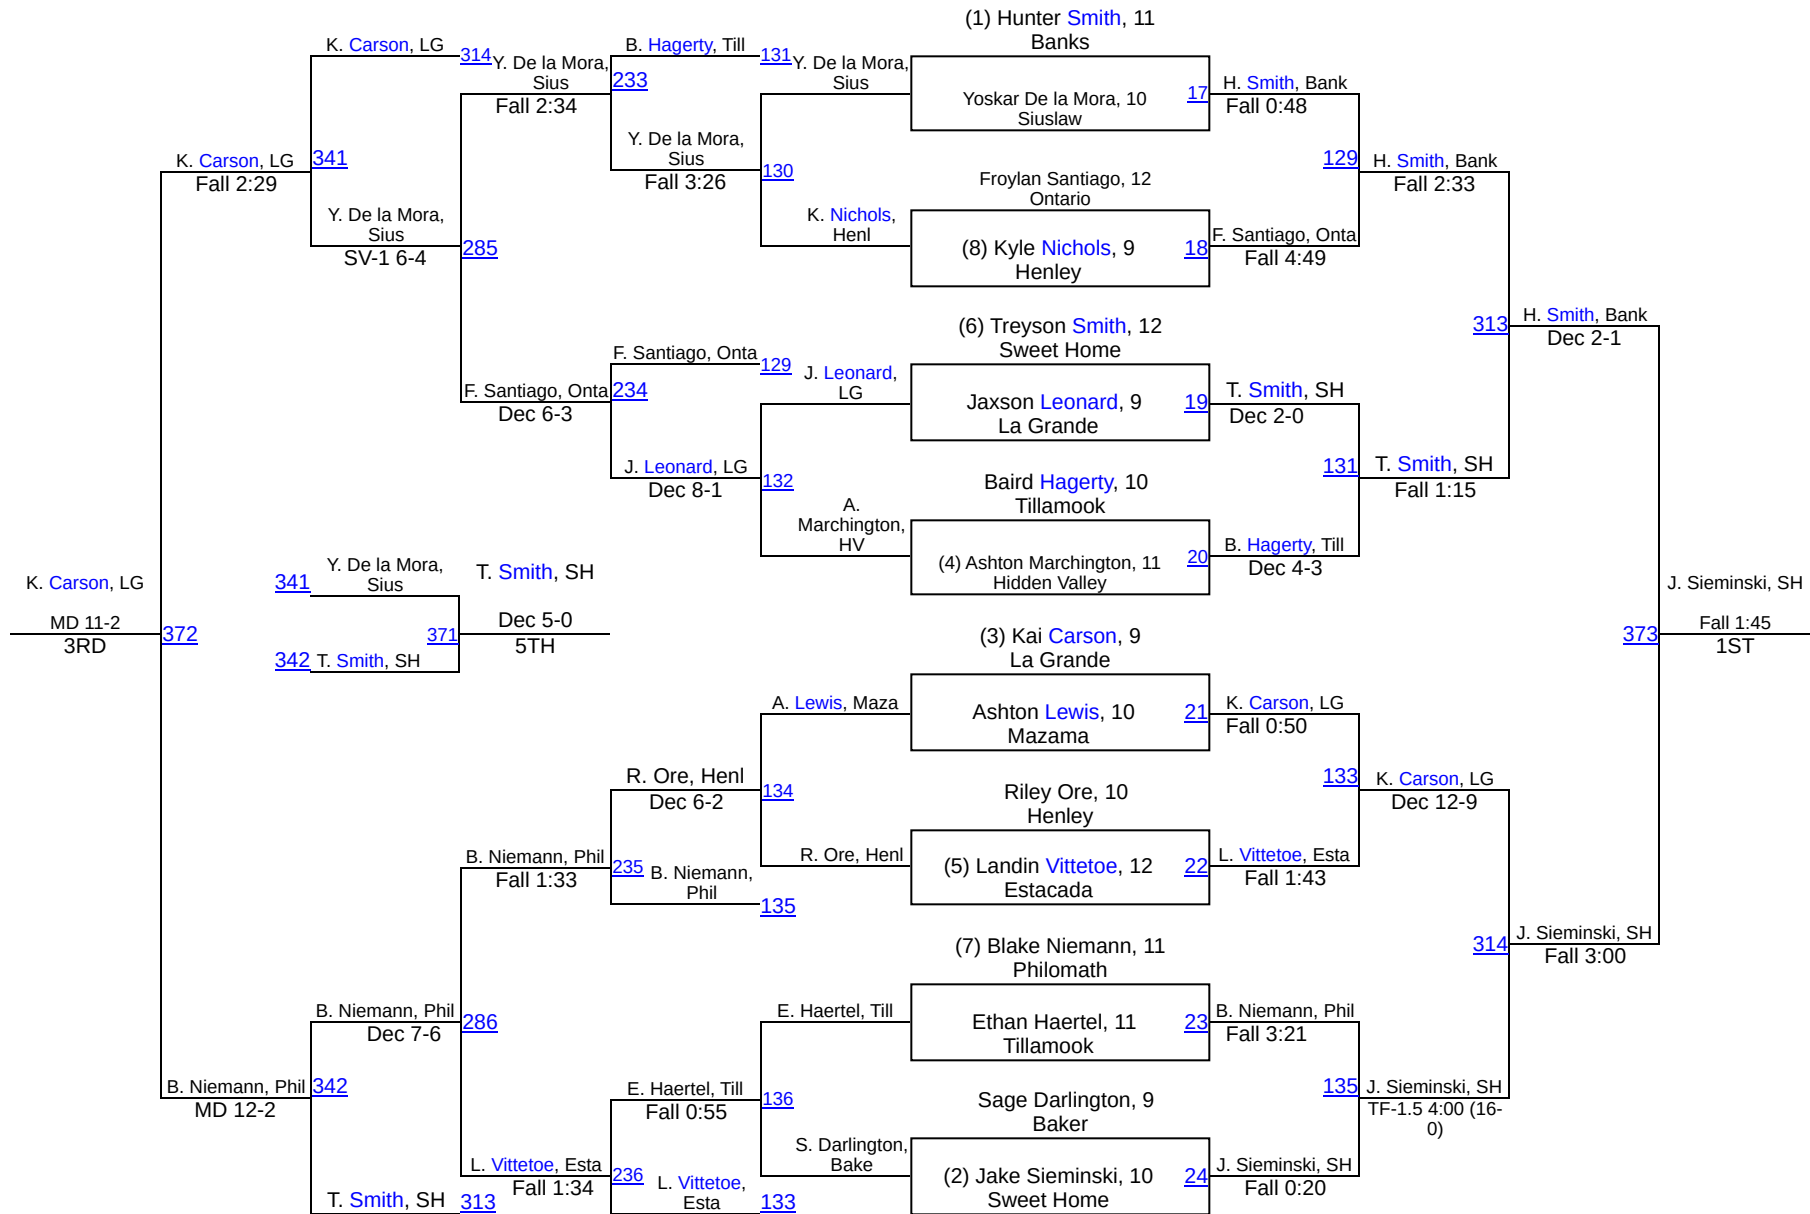 (1) Hunter Smith, 11
Banks
K. Carson, LG
314
Y. De la Mora,
Sius
Fall 2:34
B. Hagerty, Till
233
131
Y. De la Mora,
Sius
Yoskar De la Mora, 10
Siuslaw
17
H. Smith, Bank
Fall 0:48
K. Carson, LG
Fall 2:29
341
Y. De la Mora,
Sius
Fall 3:26
130
Froylan Santiago, 12
Ontario
129
H. Smith, Bank
Fall 2:33
Y. De la Mora,
Sius
SV-1 6-4
285
K. Nichols,
Henl
(8) Kyle Nichols, 9
Henley
18
F. Santiago, Onta
Fall 4:49
(6) Treyson Smith, 12
Sweet Home
313
H. Smith, Bank
Dec 2-1
F. Santiago, Onta
129
F. Santiago, Onta
Dec 6-3
234
J. Leonard,
LG
Jaxson Leonard, 9
La Grande
19
T. Smith, SH
Dec 2-0
J. Leonard, LG
Dec 8-1
132
Baird Hagerty, 10
Tillamook
131
T. Smith, SH
Fall 1:15
A.
Marchington,
HV
(4) Ashton Marchington, 11
Hidden Valley
20
B. Hagerty, Till
Dec 4-3
K. Carson, LG
MD 11-2
3RD
372
341
Y. De la Mora,
Sius
342
T. Smith, SH
371
T. Smith, SH
Dec 5-0
5TH
373
J. Sieminski, SH
Fall 1:45
1ST
(3) Kai Carson, 9
La Grande
A. Lewis, Maza
Ashton Lewis, 10
Mazama
21
K. Carson, LG
Fall 0:50
R. Ore, Henl
Dec 6-2
134
Riley Ore, 10
Henley
133
K. Carson, LG
Dec 12-9
B. Niemann, Phil
Fall 1:33
235
B. Niemann,
Phil
135
R. Ore, Henl
(5) Landin Vittetoe, 12
Estacada
22
L. Vittetoe, Esta
Fall 1:43
(7) Blake Niemann, 11
Philomath
314
J. Sieminski, SH
Fall 3:00
B. Niemann, Phil
Dec 7-6
286
E. Haertel, Till
Ethan Haertel, 11
Tillamook
23
B. Niemann, Phil
Fall 3:21
B. Niemann, Phil
MD 12-2
342
E. Haertel, Till
Fall 0:55
136
Sage Darlington, 9
Baker
135
J. Sieminski, SH
TF-1.5 4:00 (16-
0)
L. Vittetoe, Esta
Fall 1:34
236
S. Darlington,
Bake
(2) Jake Sieminski, 10
Sweet Home
24
J. Sieminski, SH
Fall 0:20
T. Smith, SH
313
L. Vittetoe,
Esta
133